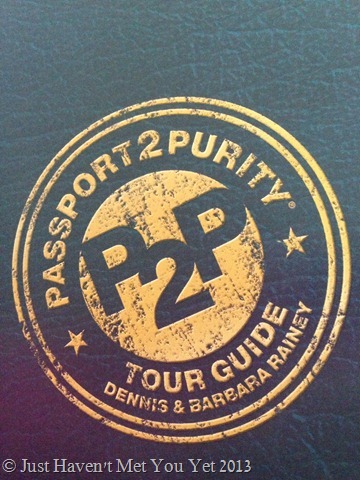 PASSPORT2PURITY®
P2P
TOUR GUIDE
DENNIS & BARBARA RAINEY
© Just Haven't Met You Yet 2013